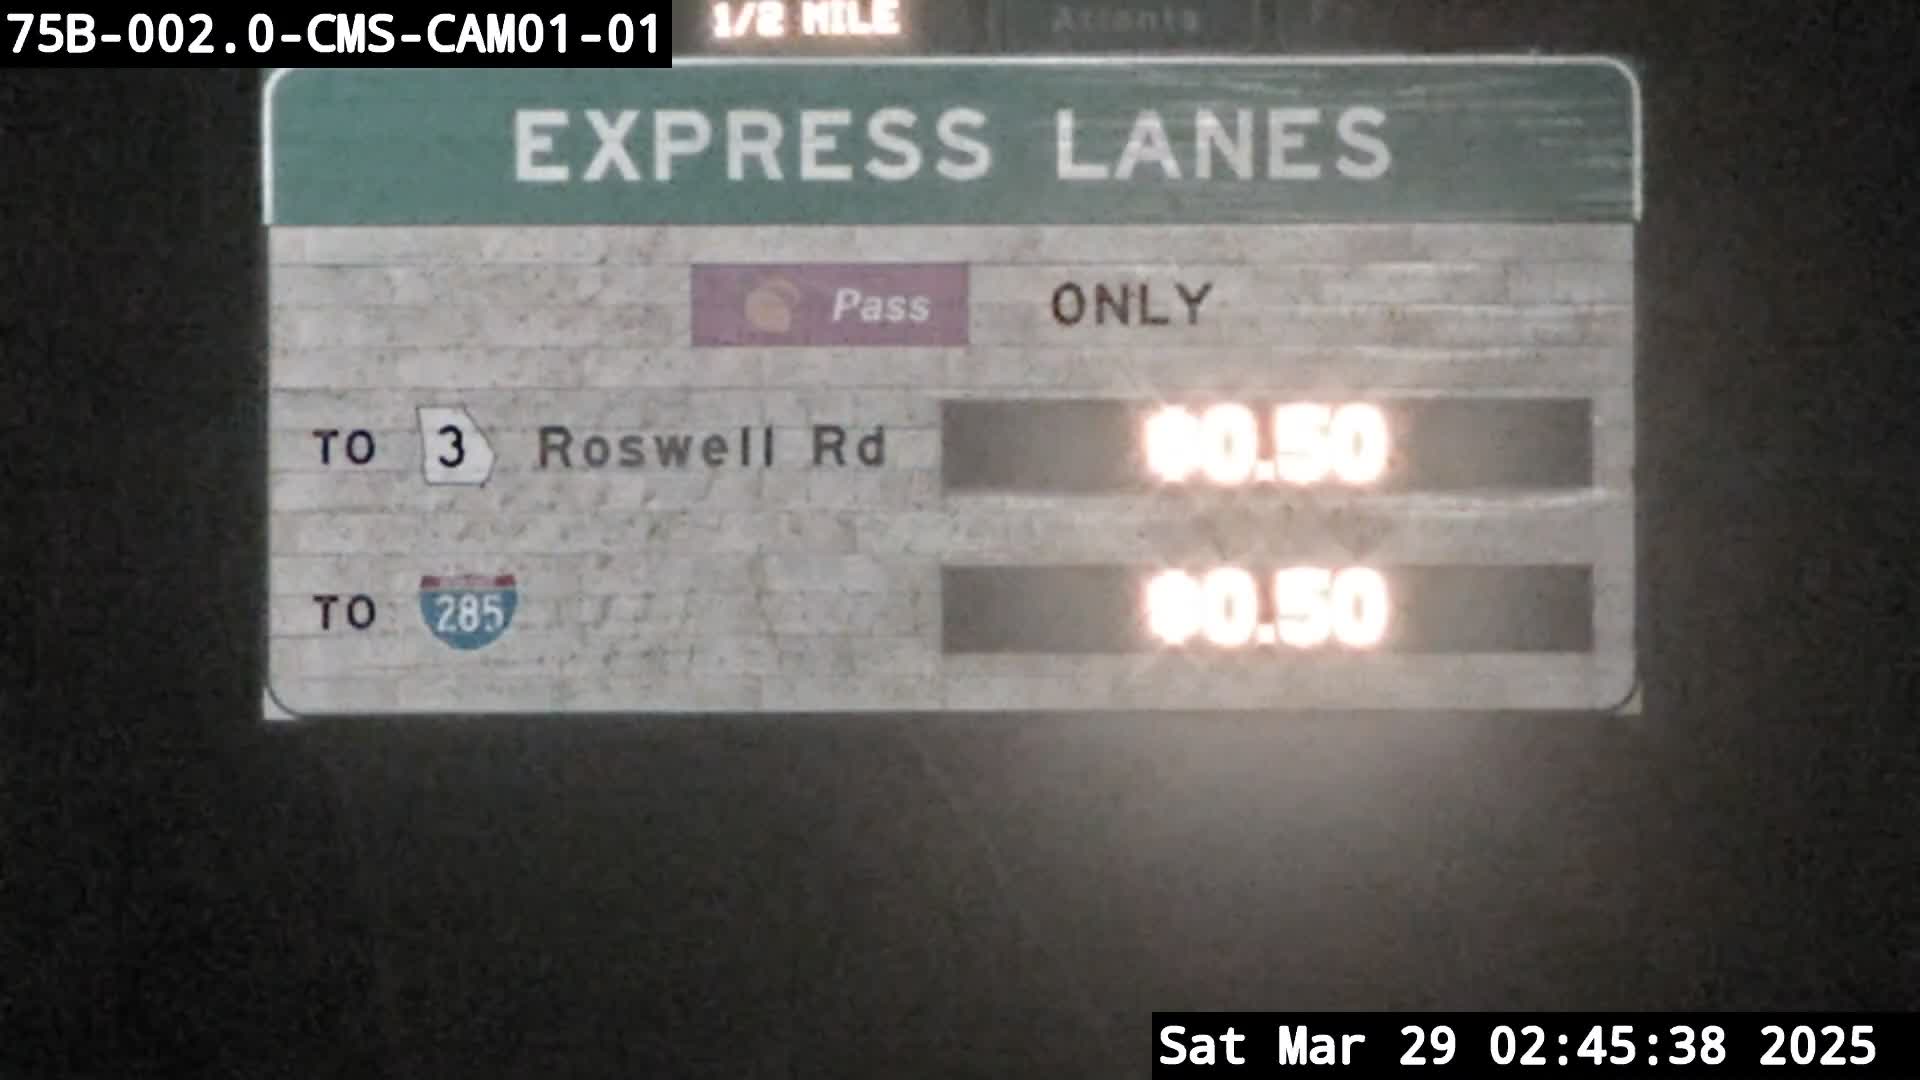 75B-002.0-CMS-CAM01-01
1/2 MILE
Atlanta
EXPRESS LANES
Pass ONLY
TO 3 Roswell Rd $0.50
TO 285 $0.50
Sat Mar 29 02:45:38 2025